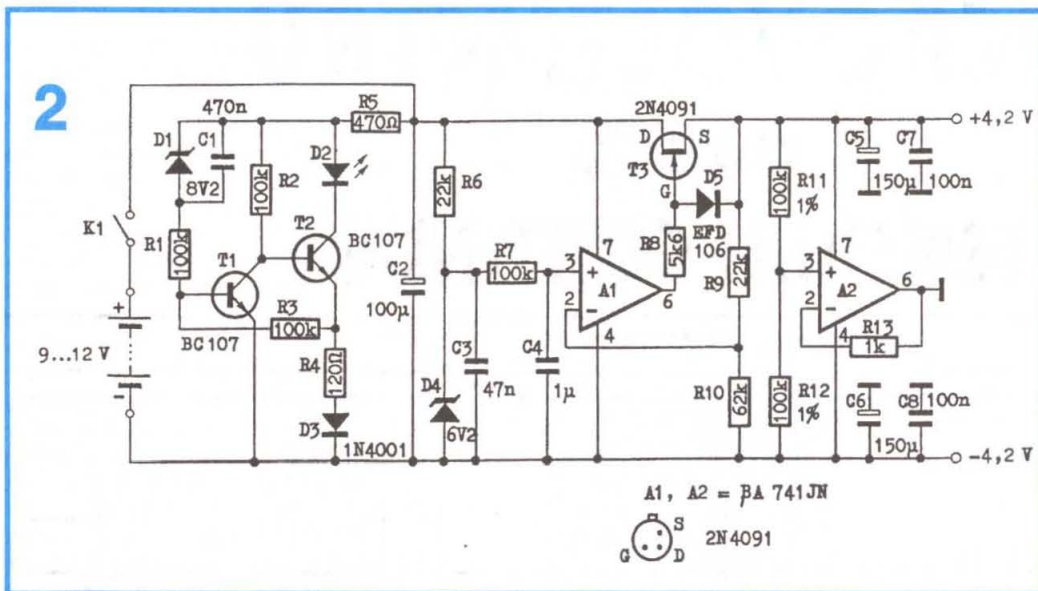 2
470n
R5
470Ω
2N4091
+4,2 V
D1
C1
8V2
R2
100k
D2
D
S
T3
G
D5
C5
C7
150µ
100n
R6
22k
R11
1%
100k
K1
R1
100k
T1
T2
BC107
C2
100µ
R7
100k
R8
5k6
EFD
106
R9
22k
3
+
7
A1
2
-
6
4
3
+
7
A2
2
-
6
4
R13
1k
+
9...12 V
-
BC107
R3
100k
R4
120Ω
D3
1N4001
D4
6V2
C3
47n
C4
1µ
R10
62k
R12
1%
100k
C6
150µ
C8
100n
-4,2 V
A1, A2 = βA 741JN
S
G
D
2N4091